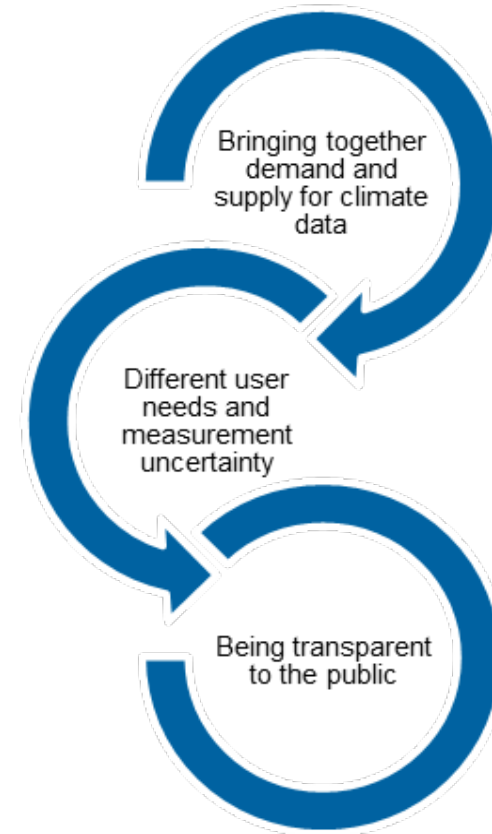 Bringing together
demand and
supply for climate
data
Different user
needs and
measurement
uncertainty
Being transparent
to the public